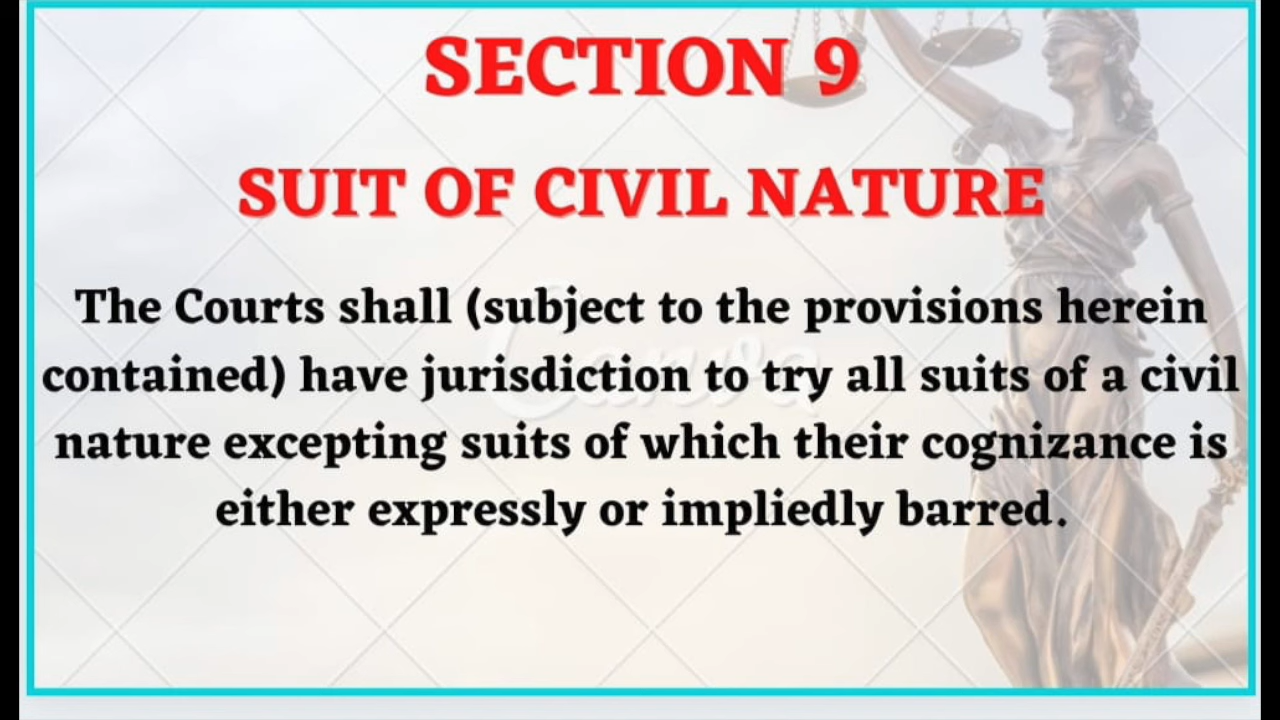 SECTION 9
SUIT OF CIVIL NATURE
The Courts shall (subject to the provisions herein
contained) have jurisdiction to try all suits of a civil
nature excepting suits of which their cognizance is
either expressly or impliedly barred.
Canva